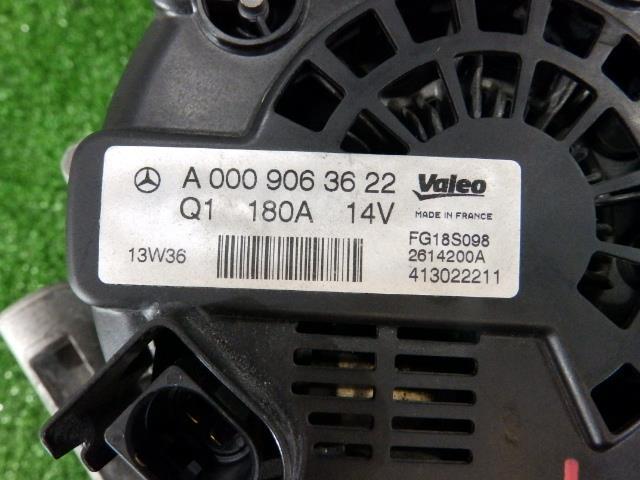 A 000 906 36 22 Valeo
Q1 180A 14V MADE IN FRANCE
13W36
FG18S098
2614200A
413022211